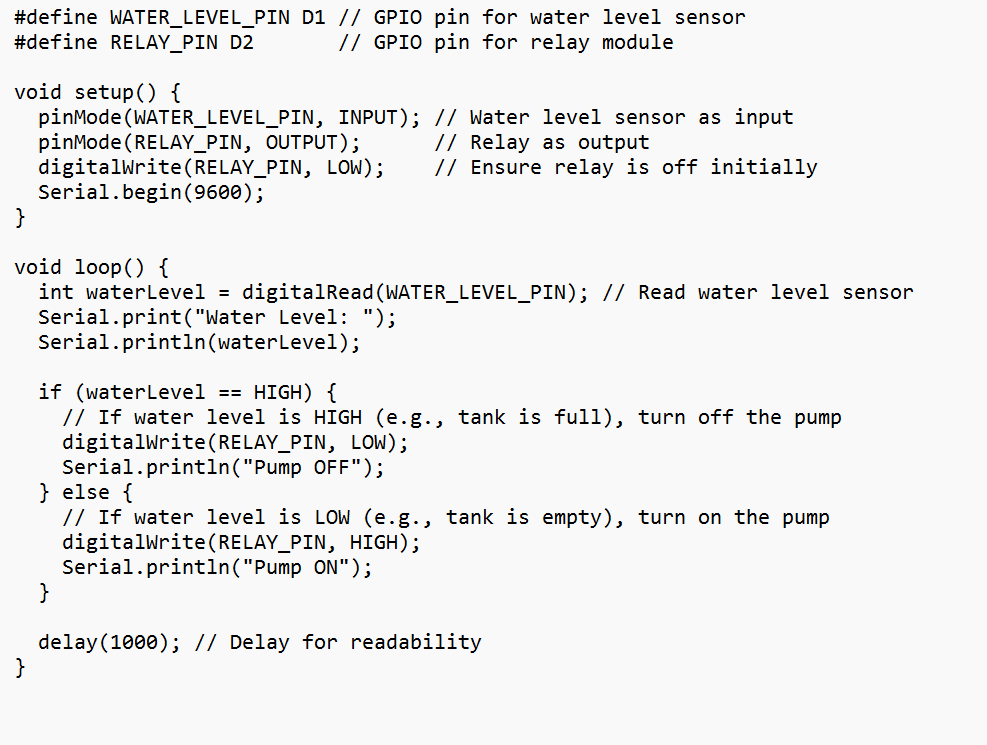 #define WATER_LEVEL_PIN D1 // GPIO pin for water level sensor
#define RELAY_PIN D2       // GPIO pin for relay module

void setup() {
  pinMode(WATER_LEVEL_PIN, INPUT); // Water level sensor as input
  pinMode(RELAY_PIN, OUTPUT);      // Relay as output
  digitalWrite(RELAY_PIN, LOW);    // Ensure relay is off initially
  Serial.begin(9600);
}

void loop() {
  int waterLevel = digitalRead(WATER_LEVEL_PIN); // Read water level sensor
  Serial.print("Water Level: ");
  Serial.println(waterLevel);

  if (waterLevel == HIGH) {
    // If water level is HIGH (e.g., tank is full), turn off the pump
    digitalWrite(RELAY_PIN, LOW);
    Serial.println("Pump OFF");
  } else {
    // If water level is LOW (e.g., tank is empty), turn on the pump
    digitalWrite(RELAY_PIN, HIGH);
    Serial.println("Pump ON");
  }

  delay(1000); // Delay for readability
}